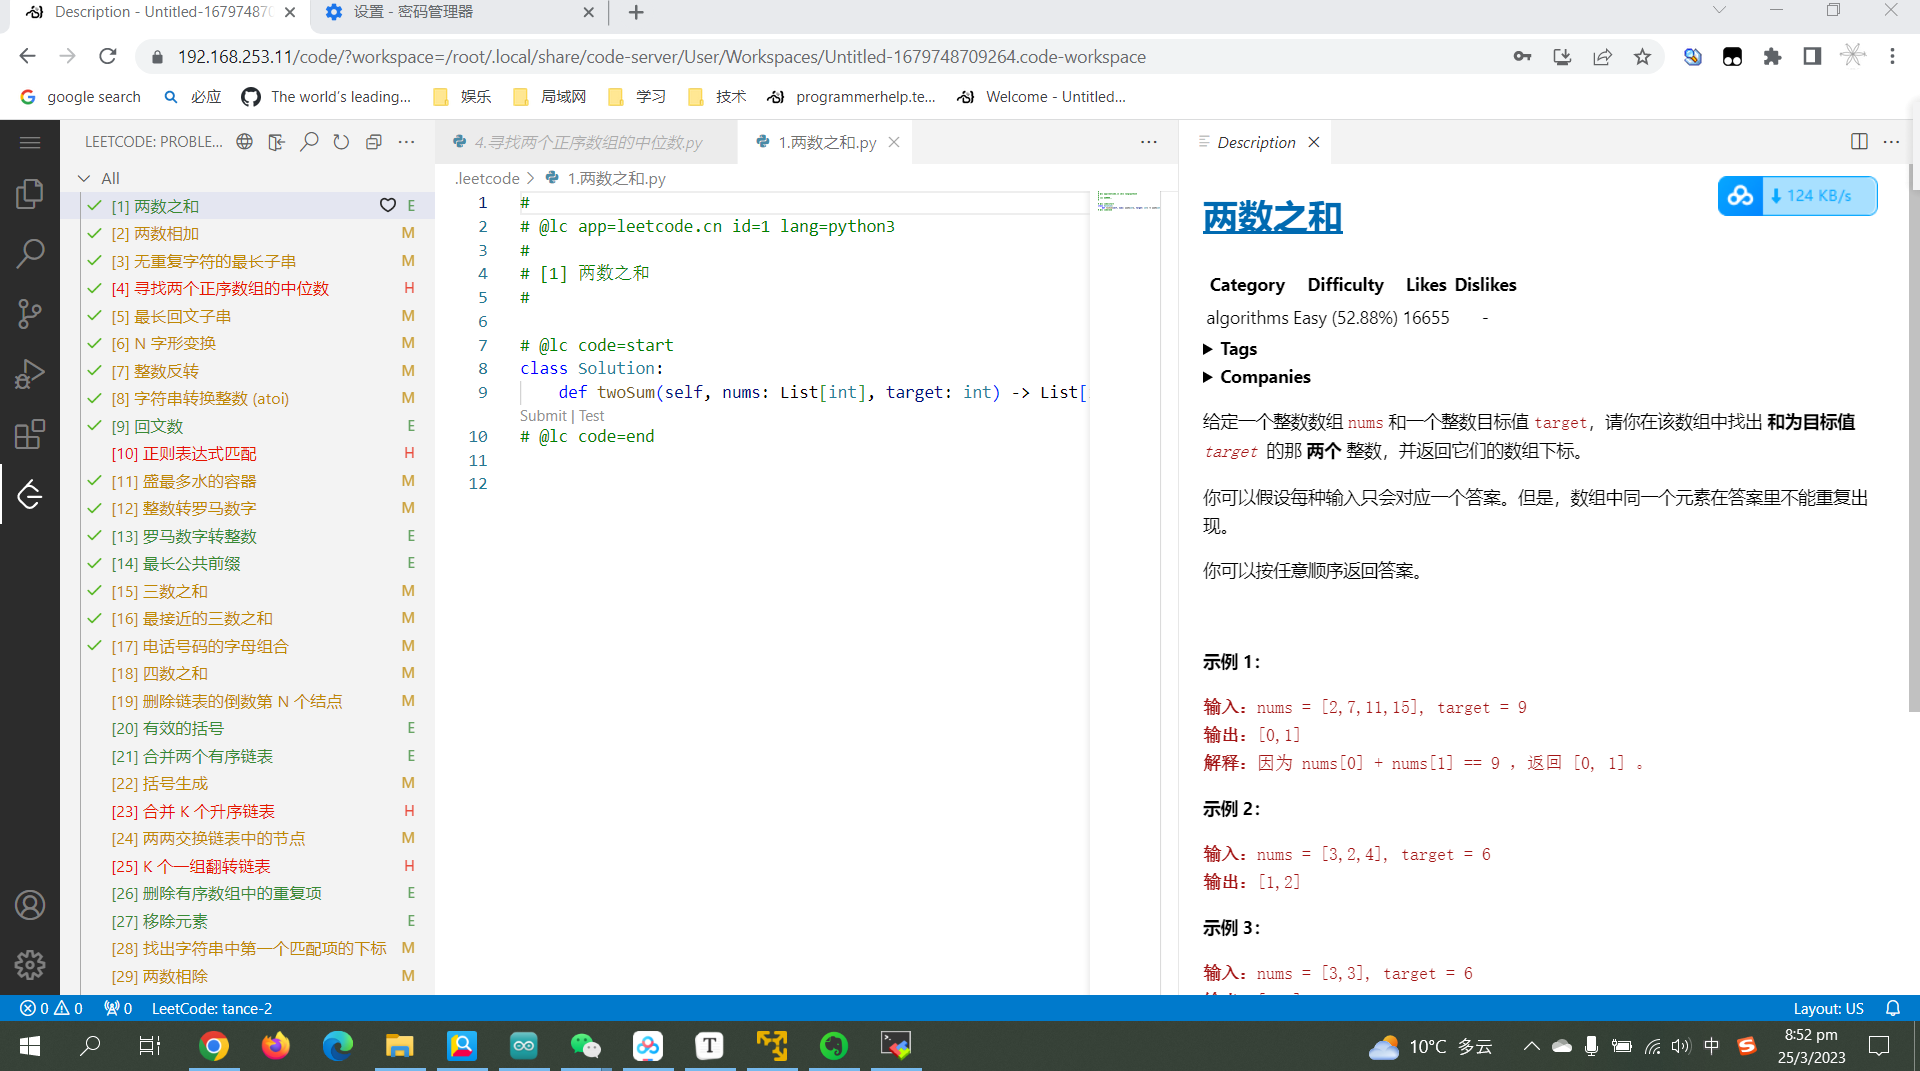 Description - Untitled-16797487
设置 - 密码管理器
192.168.253.11/code/?workspace=/root/.local/share/code-server/User/Workspaces/Untitled-1679748709264.code-workspace
google search
必应
The world's leading...
娱乐
局域网
学习
技术
programmerhelp.te...
Welcome - Untitled...
LEETCODE: PROBLE...
All
[1] 两数之和 E
[2] 两数相加 M
[3] 无重复字符的最长子串 M
[4] 寻找两个正序数组的中位数 H
[5] 最长回文子串 M
[6] N 字形变换 M
[7] 整数反转 M
[8] 字符串转换整数 (atoi) M
[9] 回文数 E
[10] 正则表达式匹配 H
[11] 盛最多水的容器 M
[12] 整数转罗马数字 M
[13] 罗马数字转整数 E
[14] 最长公共前缀 E
[15] 三数之和 M
[16] 最接近的三数之和 M
[17] 电话号码的字母组合 M
[18] 四数之和 M
[19] 删除链表的倒数第 N 个结点 M
[20] 有效的括号 E
[21] 合并两个有序链表 E
[22] 括号生成 M
[23] 合并 K 个升序链表 H
[24] 两两交换链表中的节点 M
[25] K 个一组翻转链表 H
[26] 删除有序数组中的重复项 E
[27] 移除元素 E
[28] 找出字符串中第一个匹配项的下标 M
[29] 两数相除 M
4.寻找两个正序数组的中位数.py
1.两数之和.py
.leetcode > 1.两数之和.py
1 #
2 # @lc app=leetcode.cn id=1 lang=python3
3 #
4 # [1] 两数之和
5 #
6
7 # @lc code=start
8 class Solution:
9 def twoSum(self, nums: List[int], target: int) -> List[
Submit | Test
10 # @lc code=end
11
12
Description
124 KB/s
两数之和
Category Difficulty Likes Dislikes
algorithms Easy (52.88%) 16655 -
Tags
Companies
给定一个整数数组 nums 和一个整数目标值 target，请你在该数组中找出 和为目标值
target 的那 两个 整数，并返回它们的数组下标。
你可以假设每种输入只会对应一个答案。但是，数组中同一个元素在答案里不能重复出
现。
你可以按任意顺序返回答案。
示例 1：
输入：nums = [2,7,11,15], target = 9
输出：[0,1]
解释：因为 nums[0] + nums[1] == 9 ，返回 [0, 1] 。
示例 2：
输入：nums = [3,2,4], target = 6
输出：[1,2]
示例 3：
输入：nums = [3,3], target = 6
0 0 0 LeetCode: tance-2
Layout: US
10°C 多云
中
8:52 pm
25/3/2023